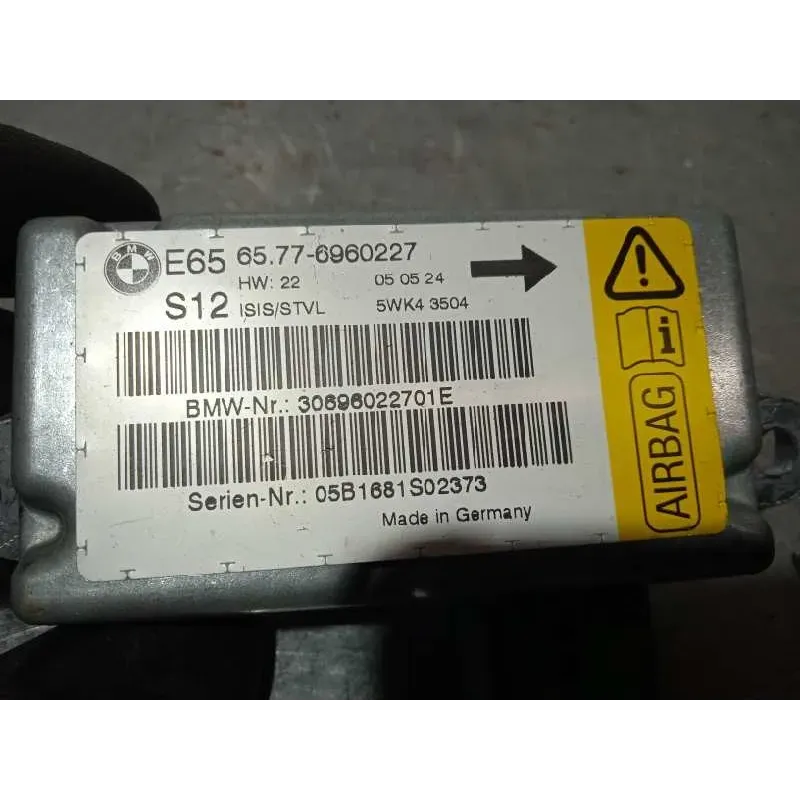 BMW
E65 65.77-6960227
HW: 22 05 05 24
S12 ISIS/STVL 5WK4 3504
BMW-Nr.: 30696022701E
Serien-Nr.: 05B1681S02373
Made in Germany
i
AIRBAG